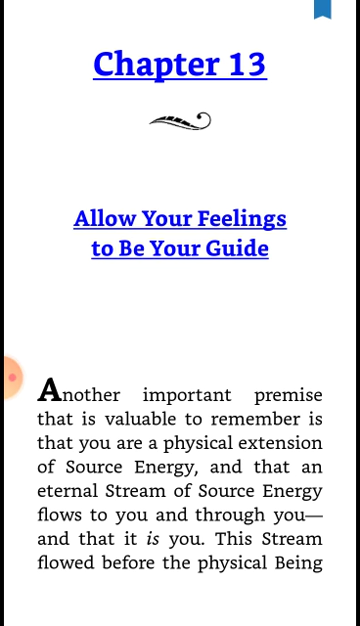 Chapter 13
Allow Your Feelings
to Be Your Guide
Another important premise
that is valuable to remember is
that you are a physical extension
of Source Energy, and that an
eternal Stream of Source Energy
flows to you and through you—
and that it is you. This Stream
flowed before the physical Being